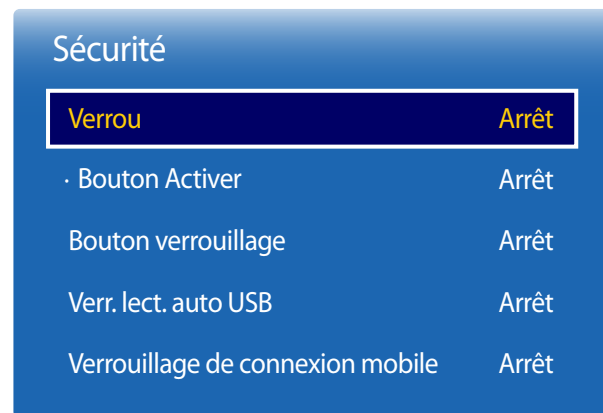 Sécurité
Verrou Arrêt
· Bouton Activer Arrêt
Bouton verrouillage Arrêt
Verr. lect. auto USB Arrêt
Verrouillage de connexion mobile Arrêt